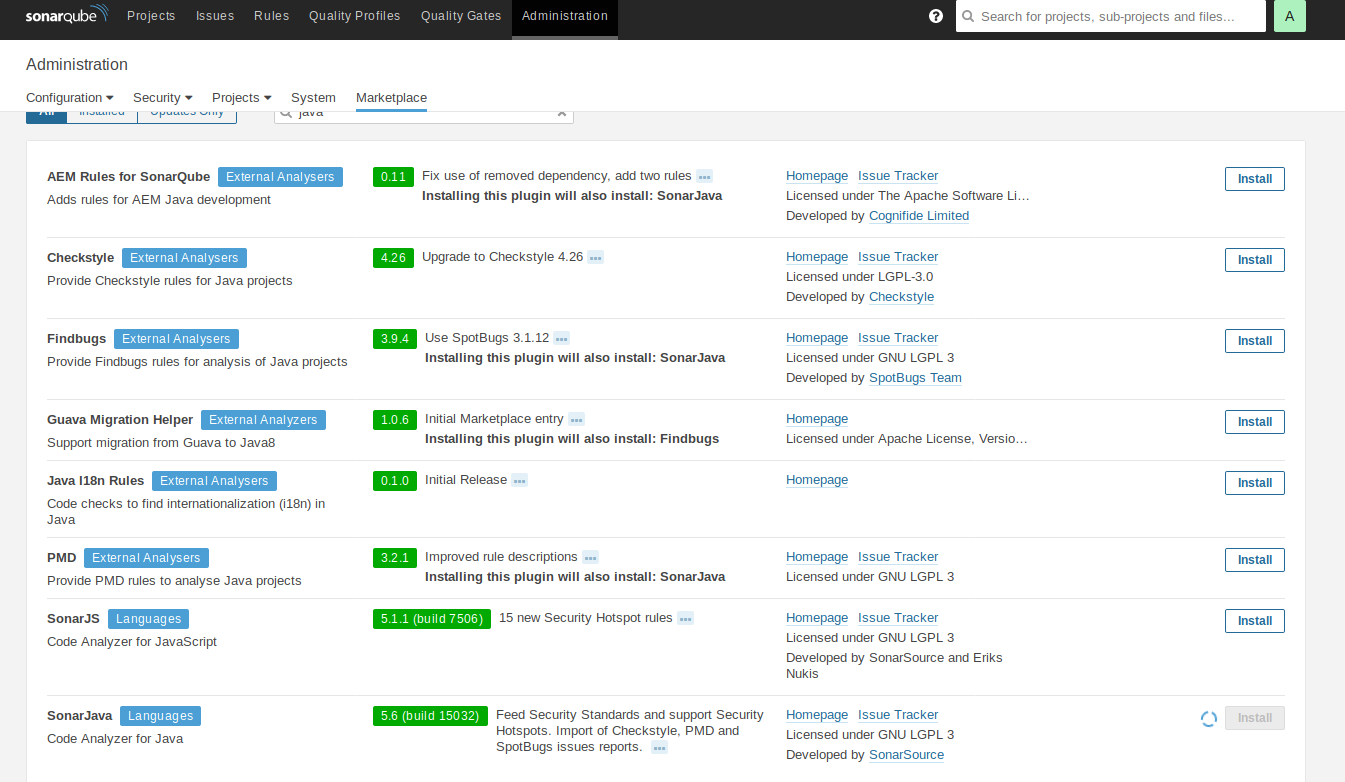 sonarqube Projects Issues Rules Quality Profiles Quality Gates Administration ? Search for projects, sub-projects and files... A
Administration
Configuration Security Projects System Marketplace
All Installed Updates Only java
AEM Rules for SonarQube External Analysers 0.11 Fix use of removed dependency, add two rules Homepage Issue Tracker Install
Adds rules for AEM Java development Installing this plugin will also install: SonarJava Licensed under The Apache Software Li…
Developed by Cognifide Limited
Checkstyle External Analysers 4.26 Upgrade to Checkstyle 4.26 Homepage Issue Tracker Install
Provide Checkstyle rules for Java projects Licensed under LGPL-3.0
Developed by Checkstyle
Findbugs External Analysers 3.9.4 Use SpotBugs 3.1.12 Homepage Issue Tracker Install
Provide Findbugs rules for analysis of Java projects Installing this plugin will also install: SonarJava Licensed under GNU LGPL 3
Developed by SpotBugs Team
Guava Migration Helper External Analyzers 1.0.6 Initial Marketplace entry Homepage Install
Support migration from Guava to Java8 Installing this plugin will also install: Findbugs Licensed under Apache License, Versio…
Java I18n Rules External Analysers 0.1.0 Initial Release Homepage Install
Code checks to find internationalization (i18n) in
Java
PMD External Analysers 3.2.1 Improved rule descriptions Homepage Issue Tracker Install
Provide PMD rules to analyse Java projects Installing this plugin will also install: SonarJava Licensed under GNU LGPL 3
SonarJS Languages 5.1.1 (build 7506) 15 new Security Hotspot rules Homepage Issue Tracker Install
Code Analyzer for JavaScript Licensed under GNU LGPL 3
Developed by SonarSource and Eriks
Nukis
SonarJava Languages 5.6 (build 15032) Feed Security Standards and support Security Homepage Issue Tracker Install
Code Analyzer for Java Hotspots. Import of Checkstyle, PMD and Licensed under GNU LGPL 3
SpotBugs issues reports. Developed by SonarSource